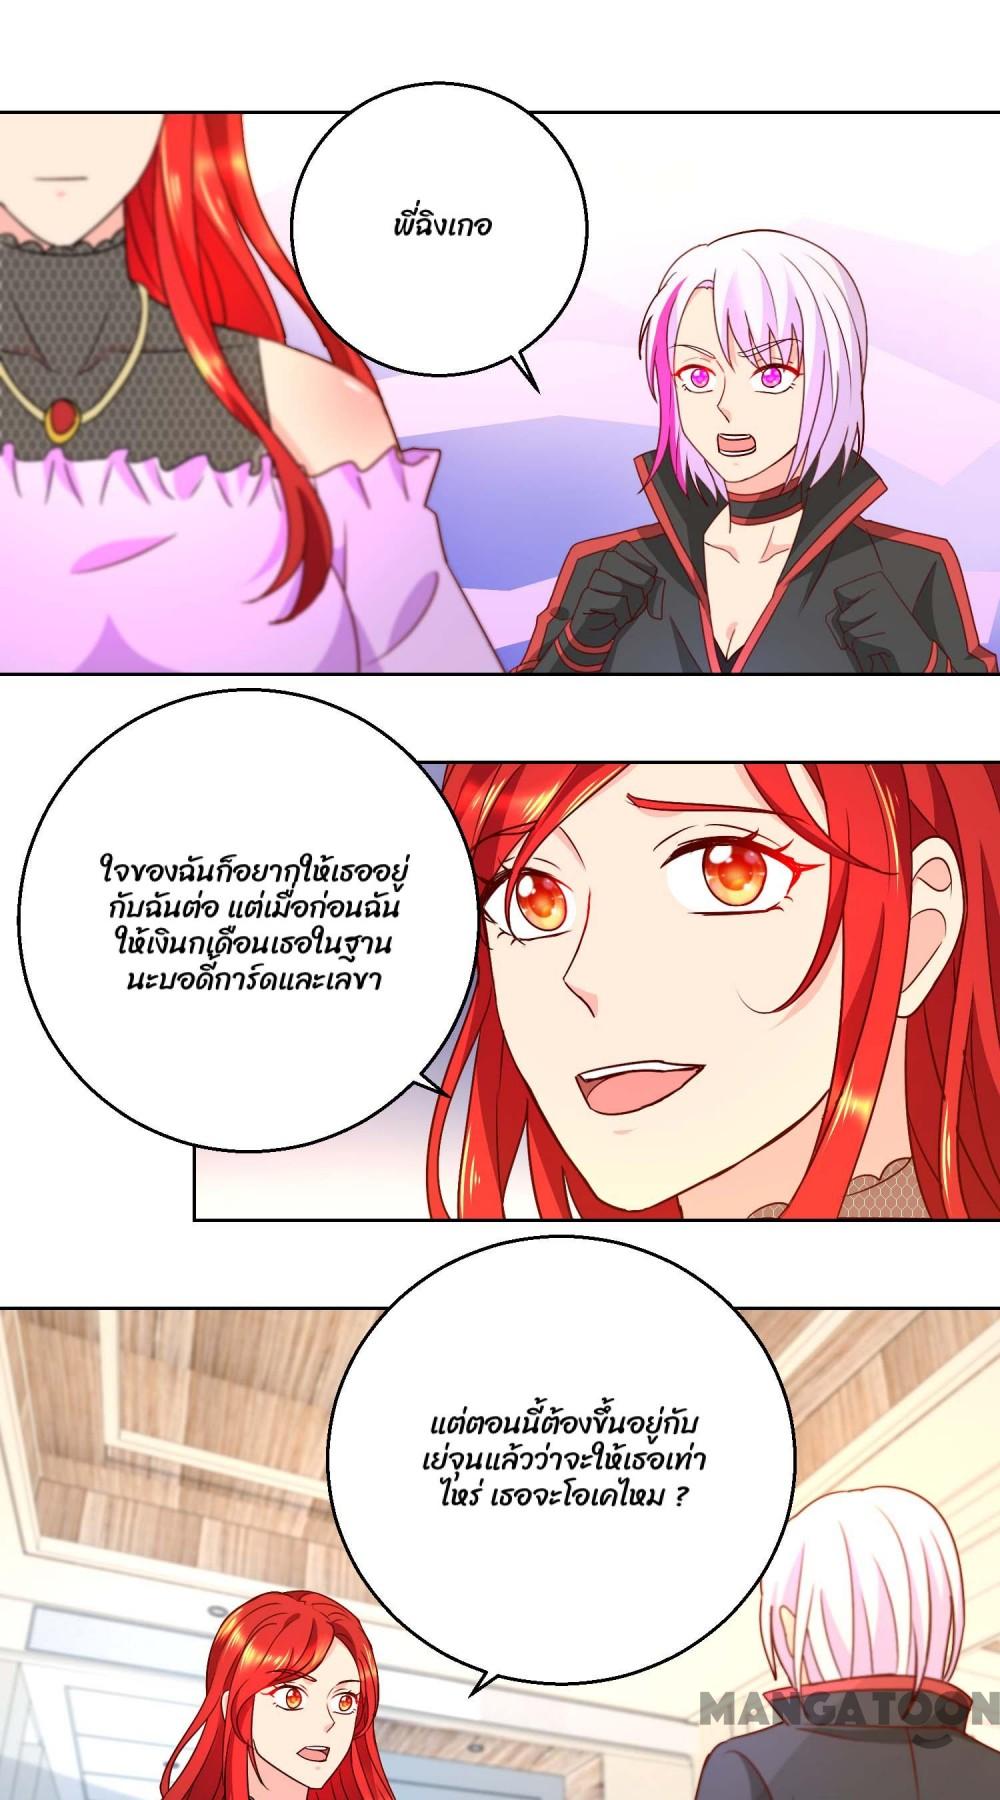 พี่ฉิงเกอ
ใจของฉันก็อยากให้เธออยู่
กับฉันต่อ แต่เมื่อก่อนฉัน
ให้เงินกเดือนเธอในฐาน
นะบอดี้การ์ดและเลขา
แต่ตอนนี้ต้องขึ้นอยู่กับ
เย่จุนแล้วว่าจะให้เธอเท่า
ไหร่ เธอจะโอเคไหม ?
MANGATOON